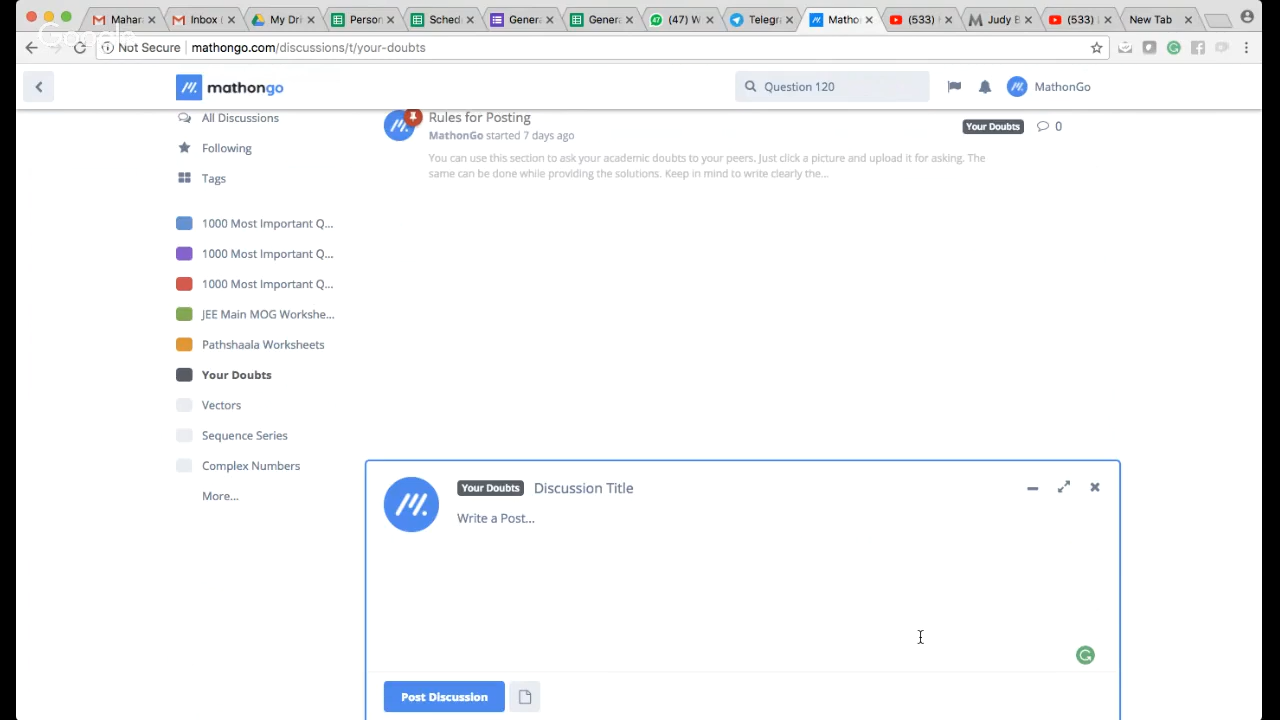 Mahar
Inbox (
My Dri
Person
Sched
Genera
Genera
(47) W
Telegra
Matho
(533)
Judy B
(533)
New Tab
Google
Not Secure
mathongo.com/discussions/t/your-doubts
mathongo
Question 120
MathonGo
All Discussions
Following
Tags
1000 Most Important Q...
1000 Most Important Q...
1000 Most Important Q...
JEE Main MOG Workshe...
Pathshaala Worksheets
Your Doubts
Vectors
Sequence Series
Complex Numbers
More...
Rules for Posting
MathonGo started 7 days ago
Your Doubts
0
You can use this section to ask your academic doubts to your peers. Just click a picture and upload it for asking. The
same can be done while providing the solutions. Keep in mind to write clearly the...
Your Doubts Discussion Title
Write a Post...
Post Discussion